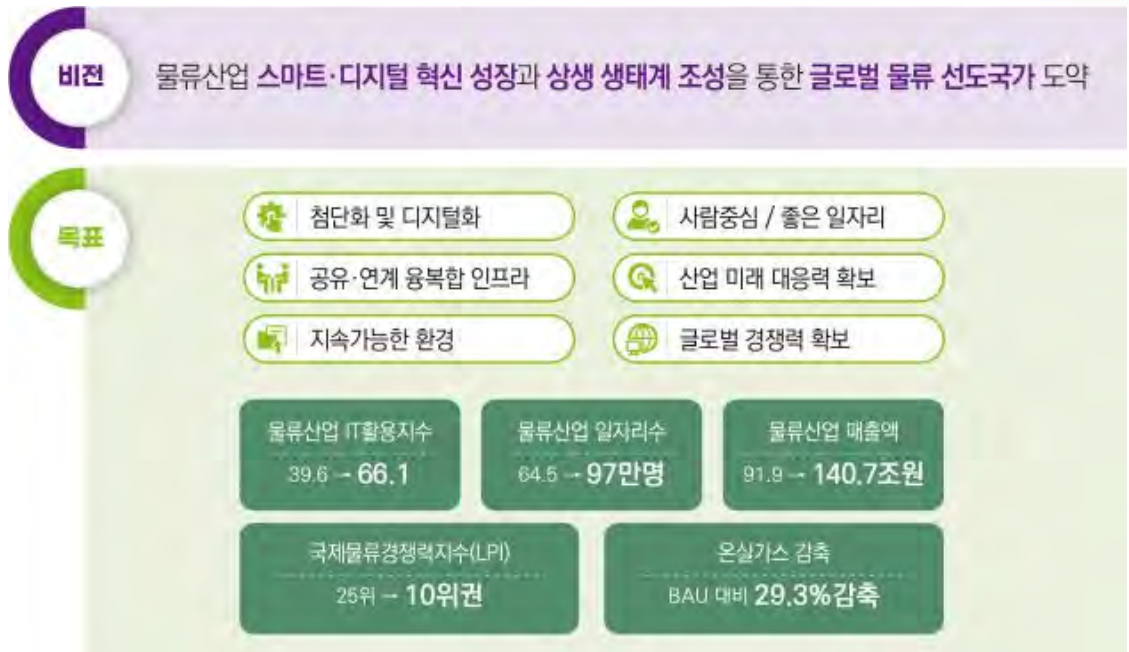 비전
물류산업 스마트·디지털 혁신 성장과 상생 생태계 조성을 통한 글로벌 물류 선도국가 도약
목표
첨단화 및 디지털화
사람중심 / 좋은 일자리
공유·연계 융복합 인프라
산업 미래 대응력 확보
지속가능한 환경
글로벌 경쟁력 확보
물류산업 IT활용지수
39.6 → 66.1
물류산업 일자리수
64.5 → 97만명
물류산업 매출액
91.9 → 140.7조원
국제물류경쟁력지수(LPI)
25위 → 10위권
온실가스 감축
BAU 대비 29.3%감축